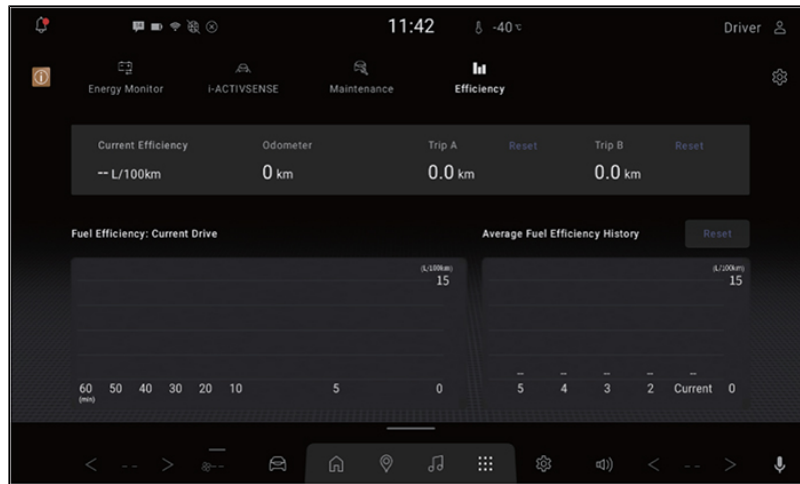 11:42 -40 °C Driver
Energy Monitor i-ACTIVSENSE Maintenance Efficiency
Current Efficiency Odometer Trip A Reset Trip B Reset
-- L/100km 0 km 0.0 km 0.0 km
Fuel Efficiency: Current Drive Average Fuel Efficiency History Reset
(L/100km) (L/100km)
15 15
-- -- -- -- --
60 50 40 30 20 10 5 0 5 4 3 2 Current 0
(min)
< -- > -- < -- >